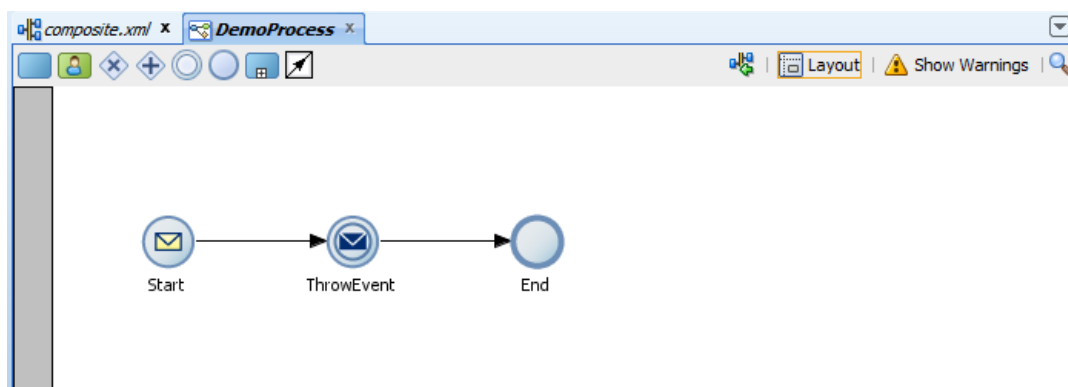 composite.xml x DemoProcess x
Layout Show Warnings
Start ThrowEvent End